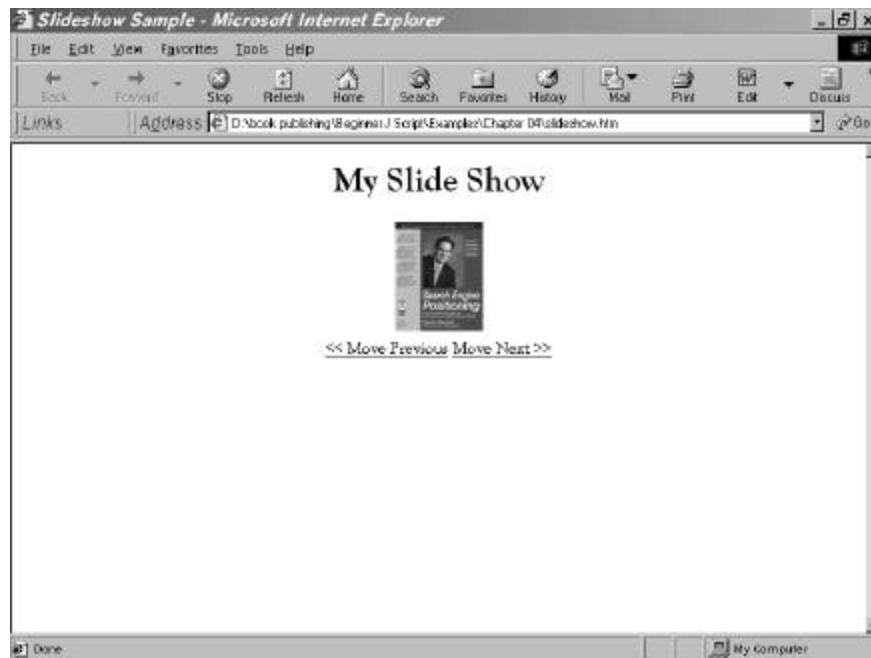 Slideshow Sample - Microsoft Internet Explorer
File Edit View Favorites Tools Help
Back Forward Stop Refresh Home Search Favorites History Mail Print Edit Discuss
Links Address D:\book publishing\Beginner J Script\Examples\Chapter 04\slideshow.htm Go
My Slide Show
Search Engine
Positioning
<< Move Previous Move Next >>
Done My Computer